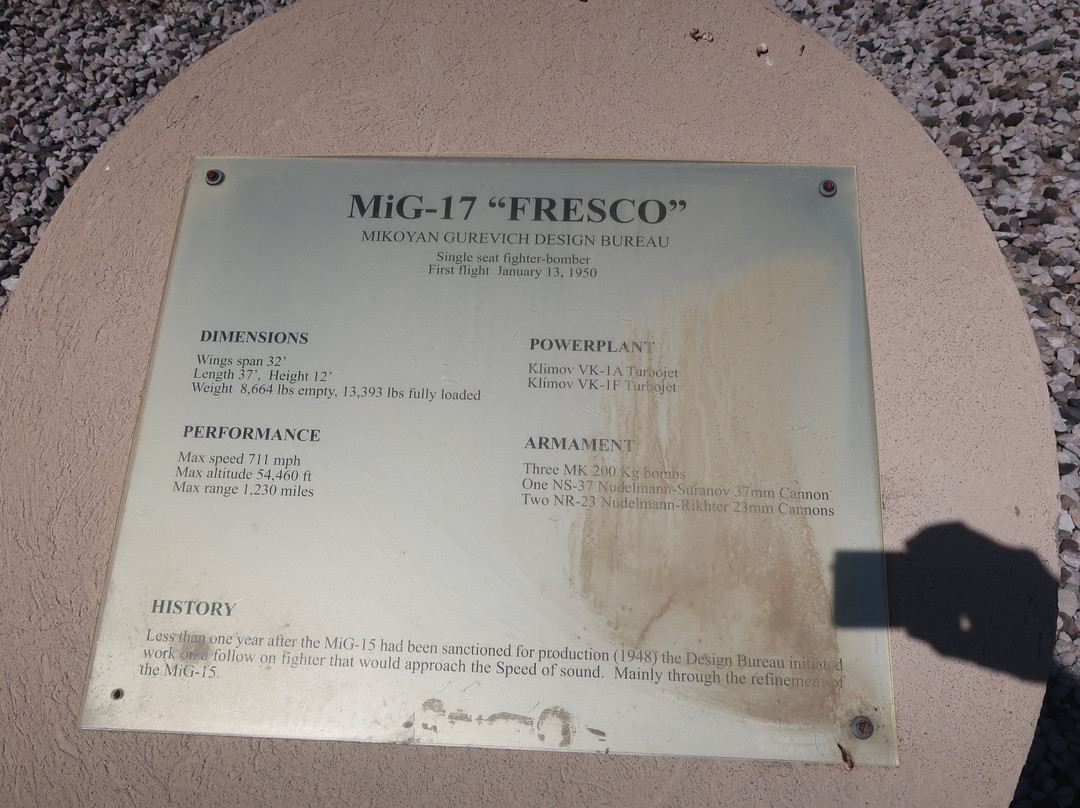 MiG-17 “FRESCO”
MIKOYAN GUREVICH DESIGN BUREAU
Single seat fighter-bomber
First flight January 13, 1950
DIMENSIONS
Wings span 32’
Length 37’, Height 12’
Weight 8,664 lbs empty, 13,393 lbs fully loaded
PERFORMANCE
Max speed 711 mph
Max altitude 54,460 ft
Max range 1,230 miles
POWERPLANT
Klimov VK-1A Turbojet
Klimov VK-1F Turbojet
ARMAMENT
Three MK 200 Kg bombs
One NS-37 Nudelmann-Suranov 37mm Cannon
Two NR-23 Nudelmann-Rikhter 23mm Cannons
HISTORY
Less than one year after the MiG-15 had been sanctioned for production (1948) the Design Bureau initiated
work on a follow on fighter that would approach the Speed of sound. Mainly through the refinement of
the MiG-15.